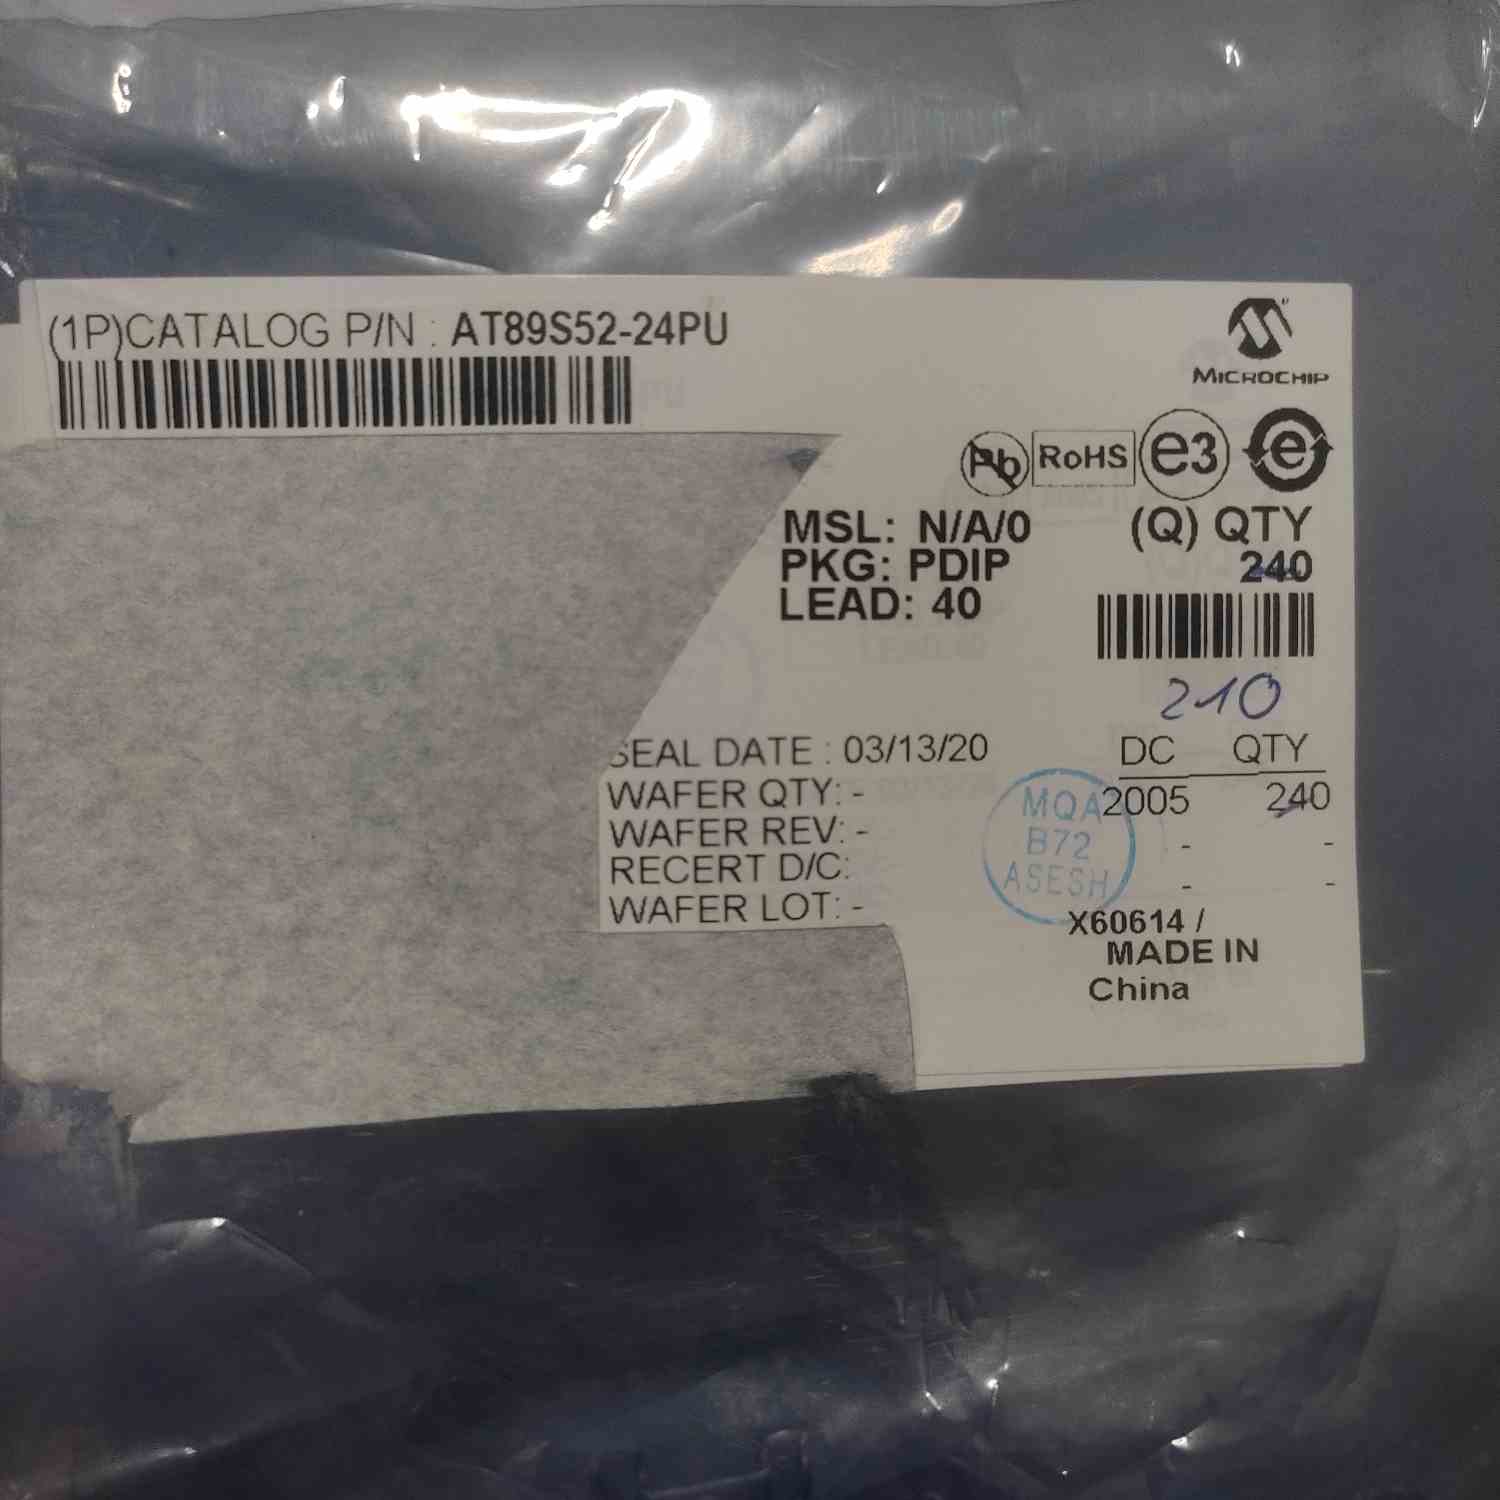 (1P)CATALOG P/N : AT89S52-24PU
MICROCHIP
Pb RoHS e3 e
MSL: N/A/0
PKG: PDIP
LEAD: 40
(Q) QTY
240
210
SEAL DATE : 03/13/20
WAFER QTY: -
WAFER REV: -
RECERT D/C:
WAFER LOT: -
DC QTY
2005 240
- -
- -
MQA
B72
ASESH
X60614 /
MADE IN
China